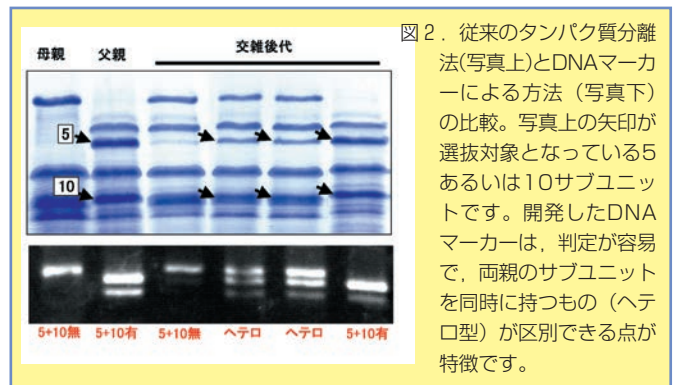 母親 父親 交雑後代
5
10
5+10無 5+10有 5+10無 ヘテロ ヘテロ 5+10有
図2．従来のタンパク質分離
法(写真上)とDNAマーカ
ーによる方法（写真下）
の比較。写真上の矢印が
選抜対象となっている5
あるいは10サブユニッ
トです。開発したDNA
マーカーは，判定が容易
で，両親のサブユニット
を同時に持つもの（ヘテ
ロ型）が区別できる点が
特徴です。